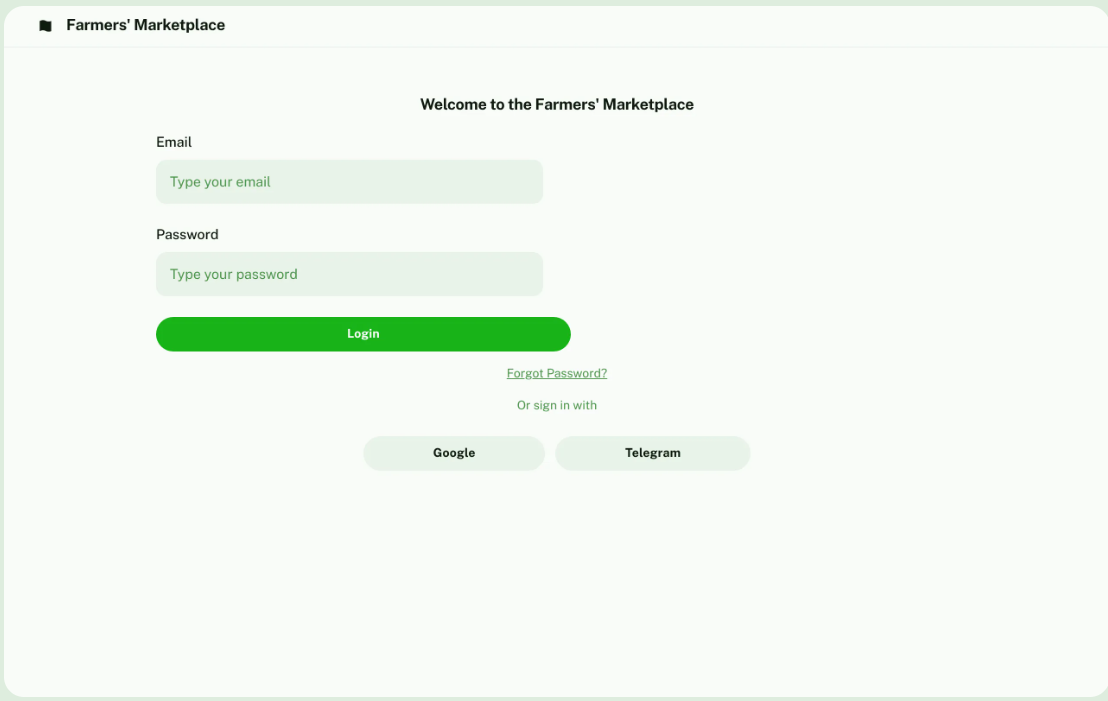 Farmers' Marketplace
Welcome to the Farmers' Marketplace
Email
Type your email
Password
Type your password
Login
Forgot Password?
Or sign in with
Google
Telegram